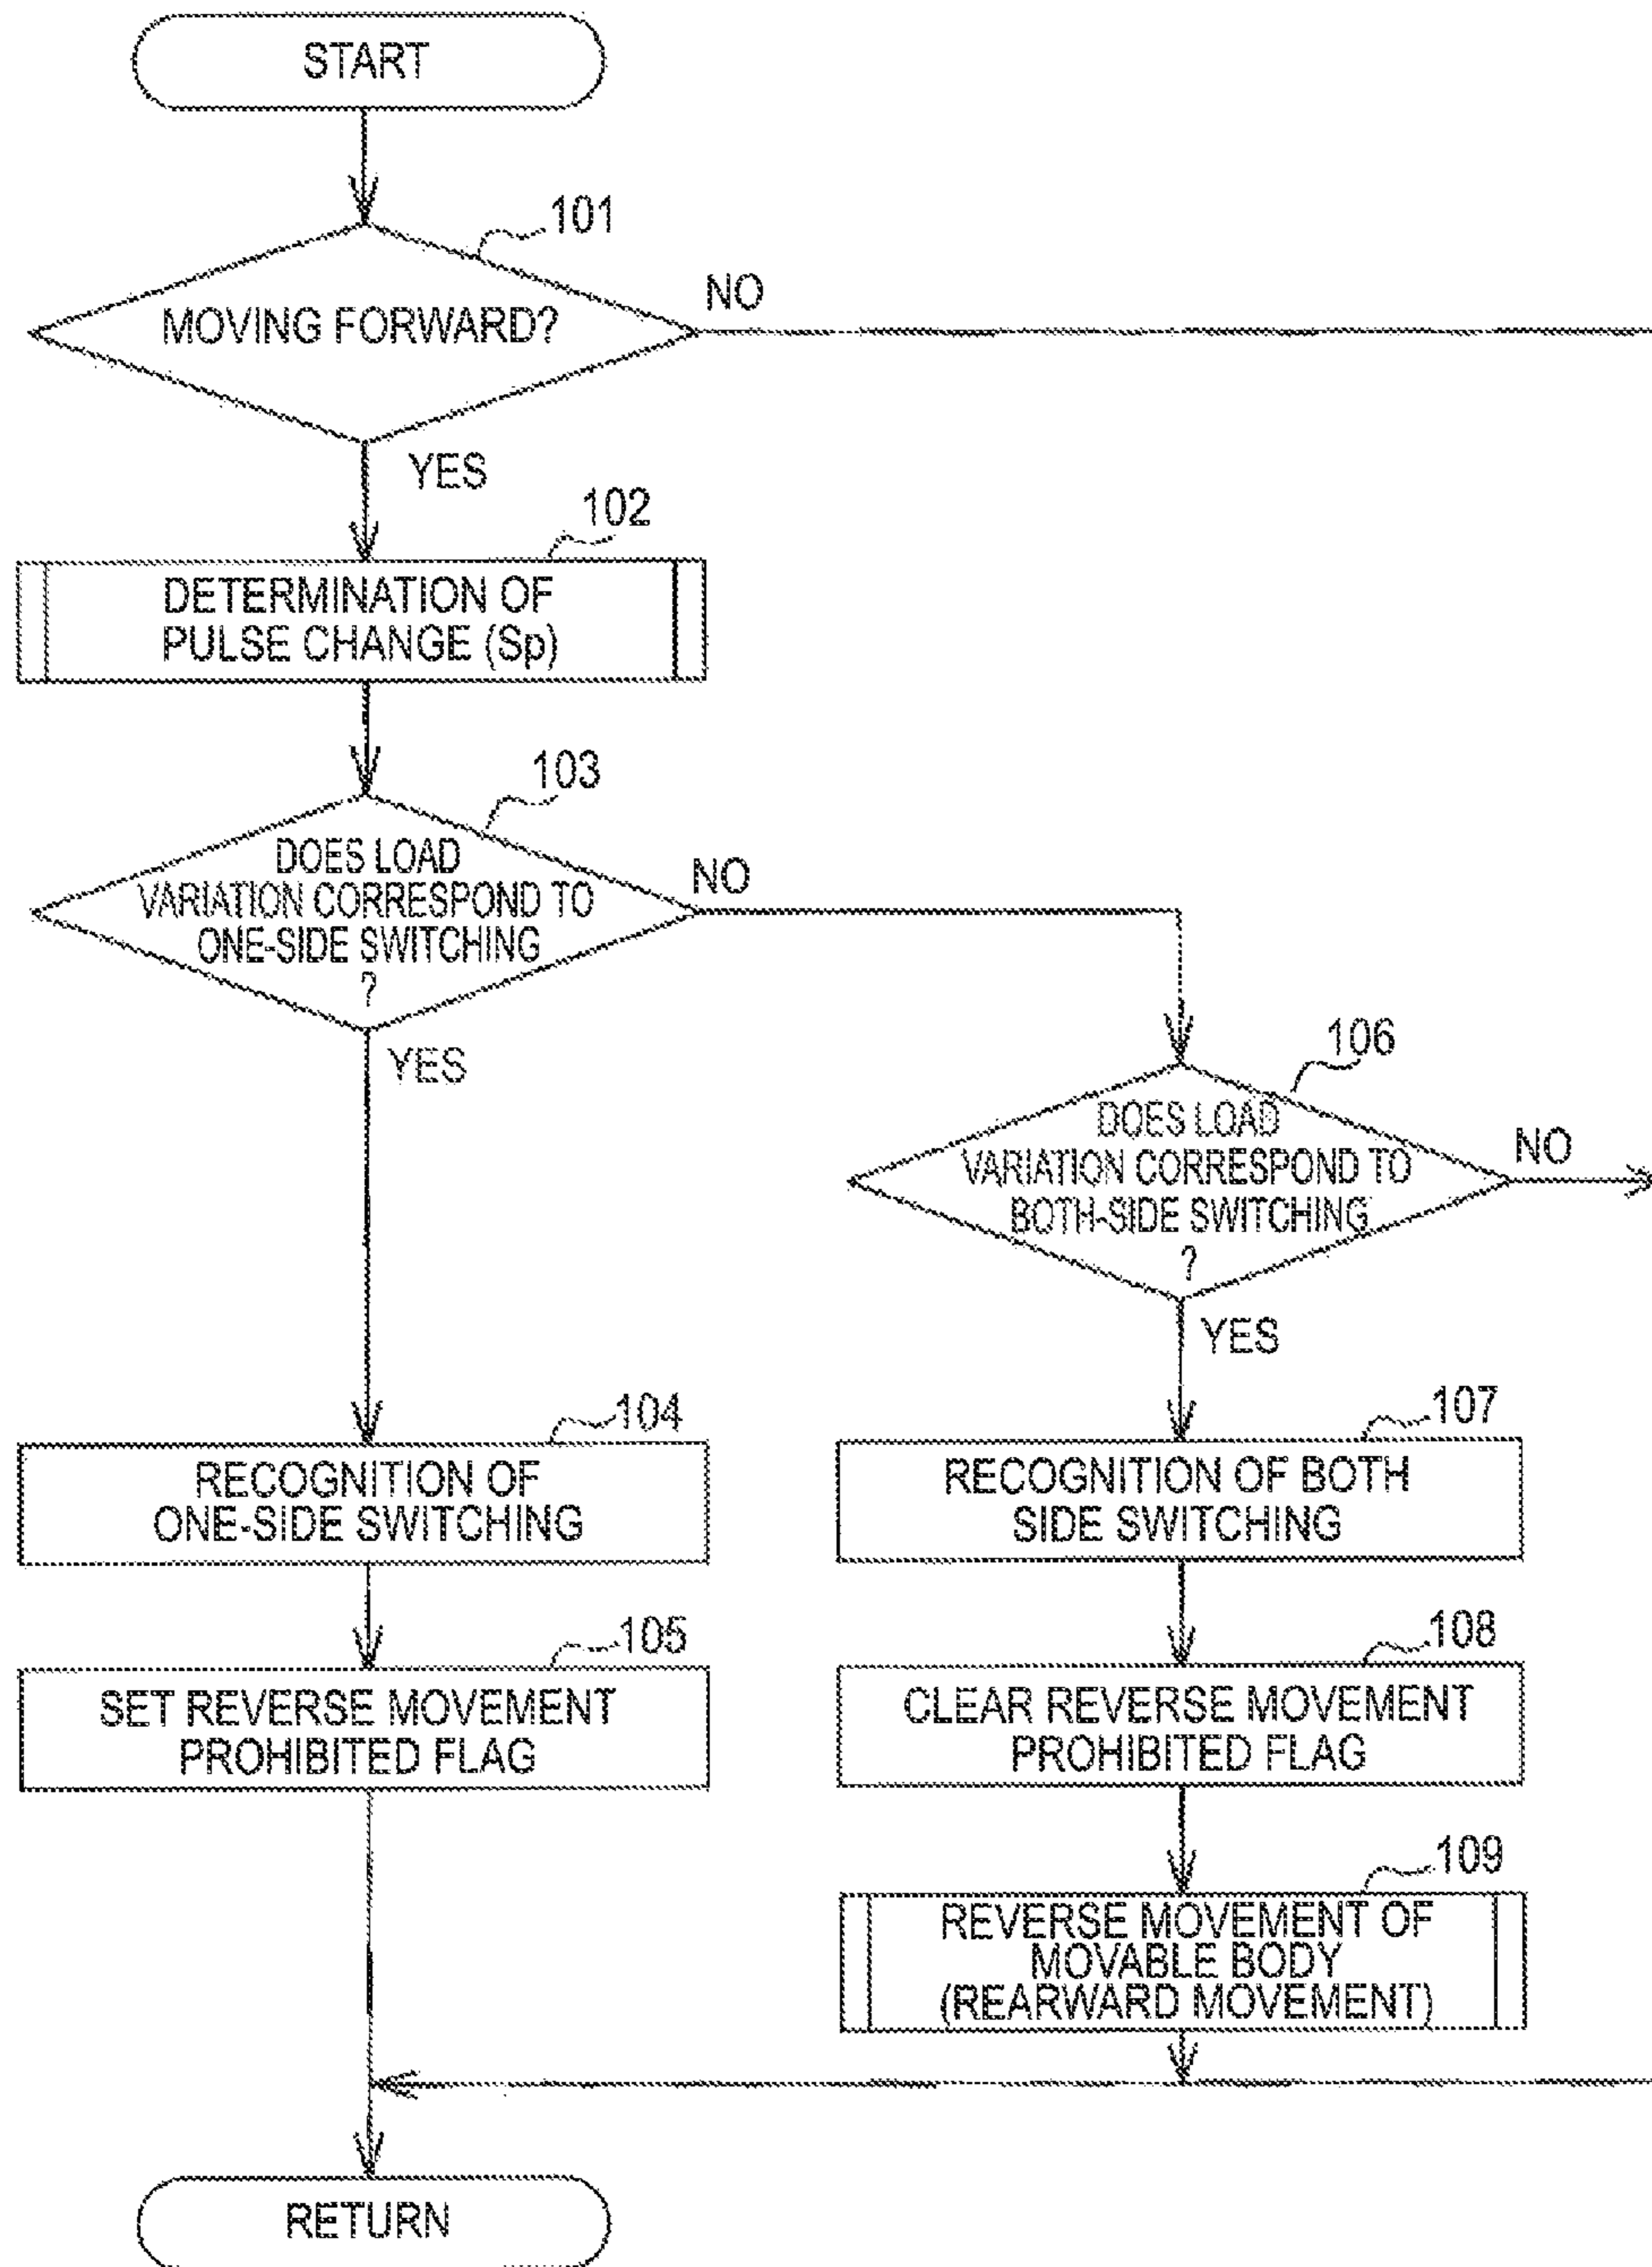 START
101
MOVING FORWARD?
NO
YES
102
DETERMINATION OF
PULSE CHANGE (Sp)
103
DOES LOAD
VARIATION CORRESPOND TO
ONE-SIDE SWITCHING
?
NO
YES
106
DOES LOAD
VARIATION CORRESPOND TO
BOTH-SIDE SWITCHING
?
NO
YES
104
RECOGNITION OF
ONE-SIDE SWITCHING
107
RECOGNITION OF BOTH
SIDE SWITCHING
105
SET REVERSE MOVEMENT
PROHIBITED FLAG
108
CLEAR REVERSE MOVEMENT
PROHIBITED FLAG
109
REVERSE MOVEMENT OF
MOVABLE BODY
(REARWARD MOVEMENT)
RETURN